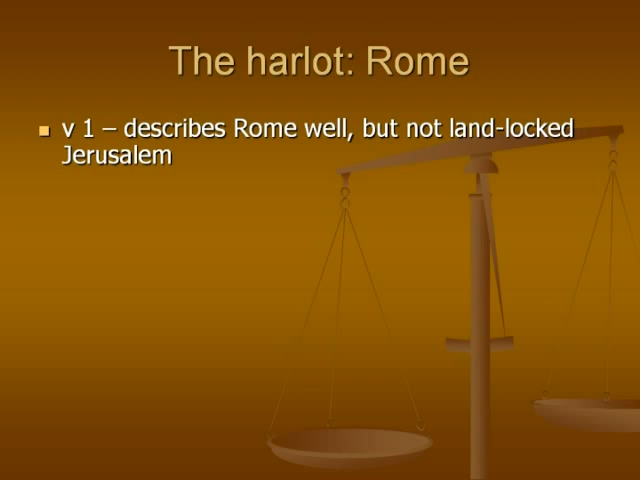 The harlot: Rome
v 1 – describes Rome well, but not land-locked
Jerusalem